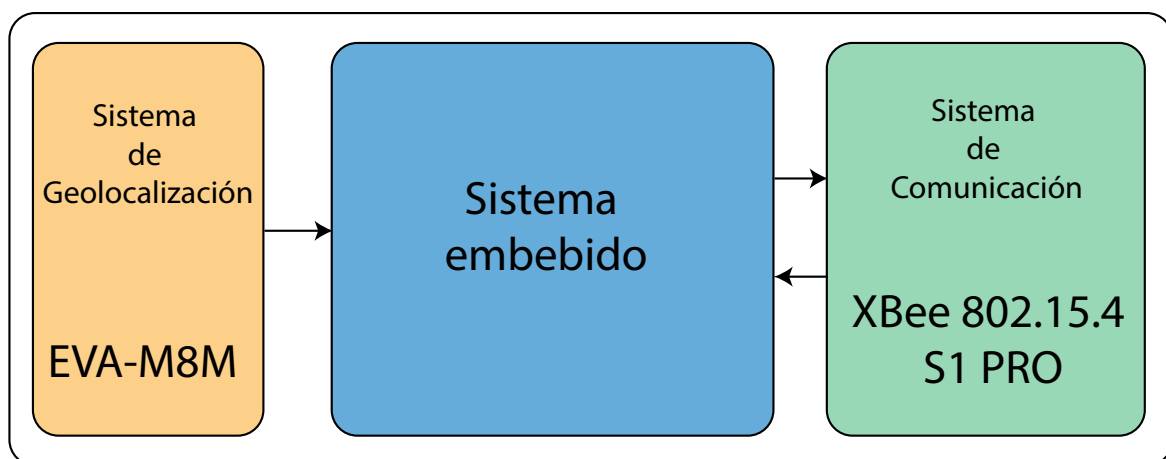 Sistema
de
Geolocalización
EVA-M8M
Sistema
embebido
Sistema
de
Comunicación
XBee 802.15.4
S1 PRO